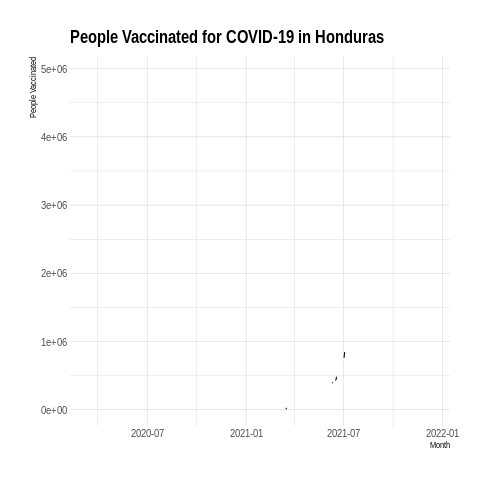 People Vaccinated for COVID-19 in Honduras
People Vaccinated
5e+06
4e+06
3e+06
2e+06
1e+06
0e+00
2020-07 2021-01 2021-07 2022-01
Month